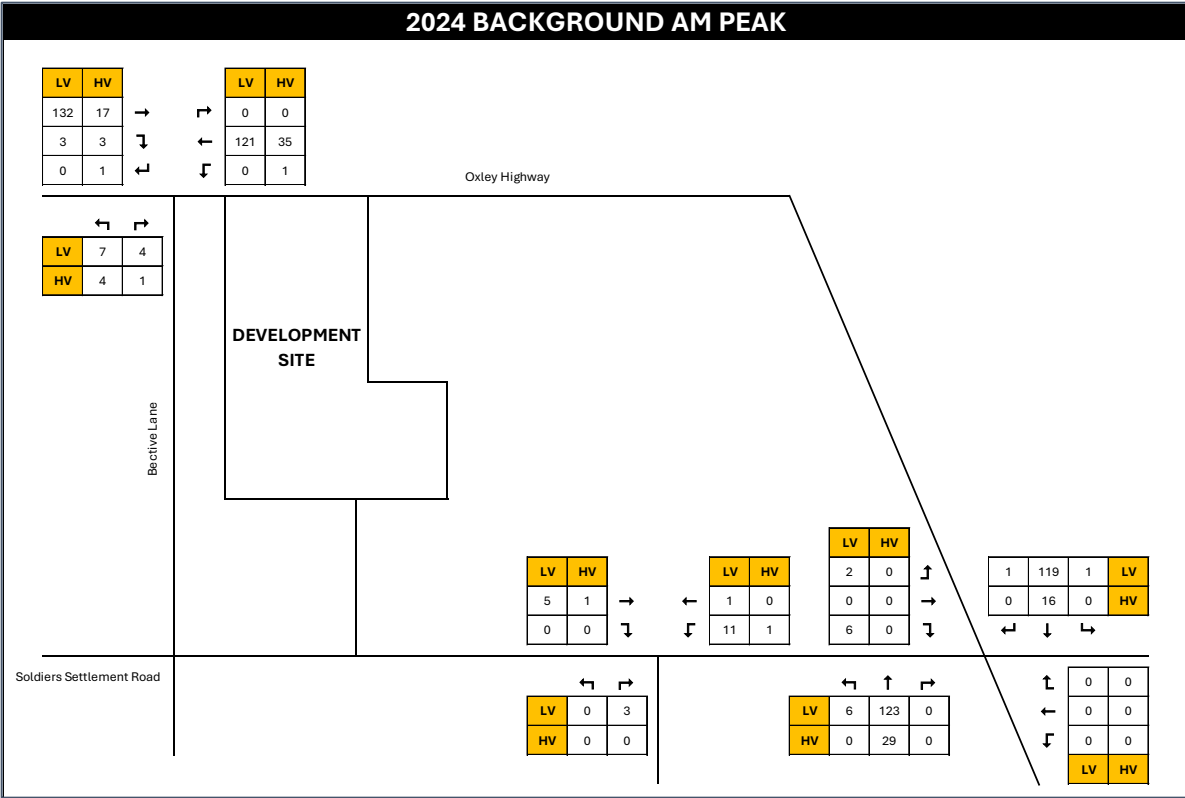 2024 BACKGROUND AM PEAK
LV HV LV HV
132 17 → ↱ 0 0
3 3 ↴ ← 121 35
0 1 ↵ ↲ 0 1
Oxley Highway
↰ ↱
LV 7 4
HV 4 1
DEVELOPMENT
SITE
Bective Lane
LV HV
LV HV LV HV 2 0 1 119 1 LV
5 1 → ← 1 0 0 0 → 0 16 0 HV
0 0 11 1 6 0
Soldiers Settlement Road
LV 0 3
HV 0 0
LV 6 123 0
HV 0 29 0
0 0
0 0
0 0
LV HV